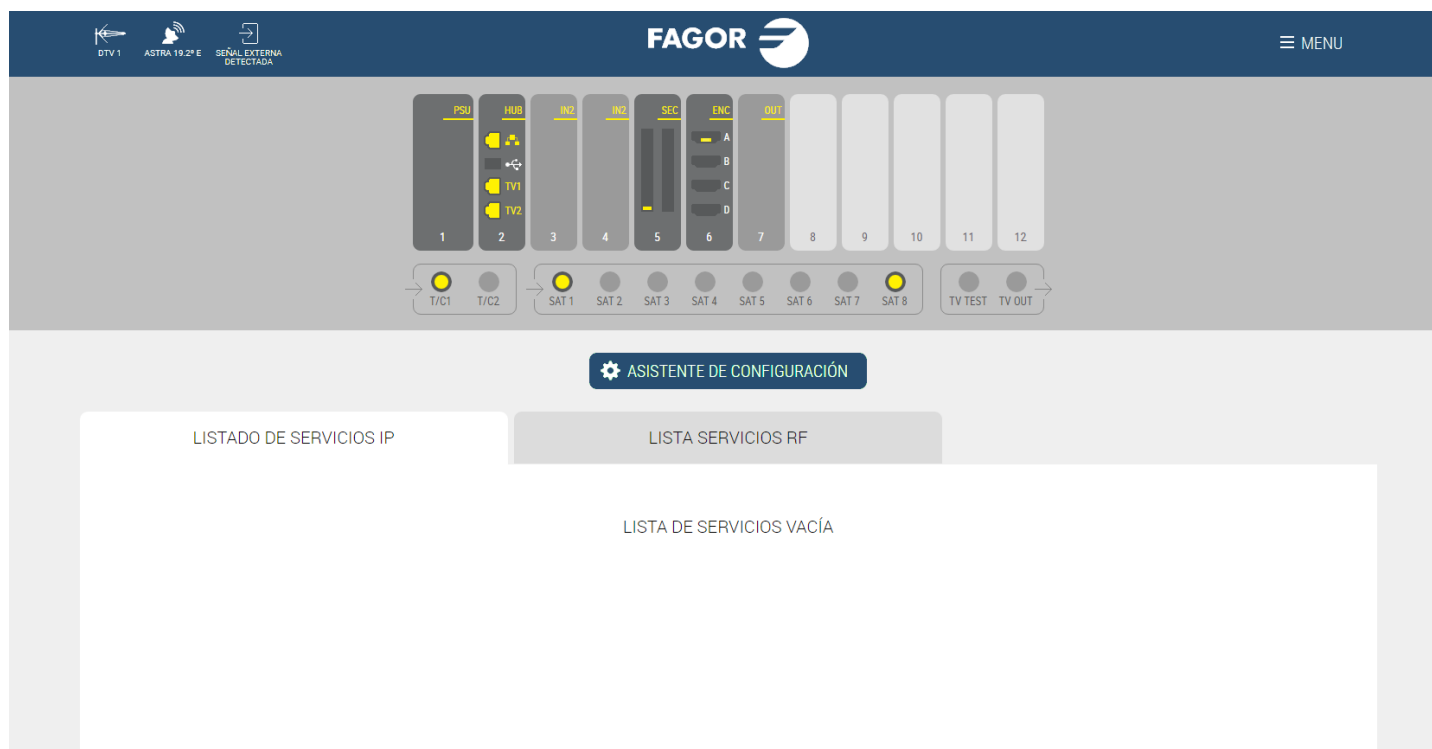 FAGOR
DTV 1
ASTRA 19.2º E
SEÑAL EXTERNA
DETECTADA
MENU
PSU HUB IN2 IN2 SEC ENC OUT
A
B
TV1 C
TV2 D
1 2 3 4 5 6 7 8 9 10 11 12
T/C1 T/C2 SAT 1 SAT 2 SAT 3 SAT 4 SAT 5 SAT 6 SAT 7 SAT 8 TV TEST TV OUT
ASISTENTE DE CONFIGURACIÓN
LISTADO DE SERVICIOS IP
LISTA SERVICIOS RF
LISTA DE SERVICIOS VACÍA